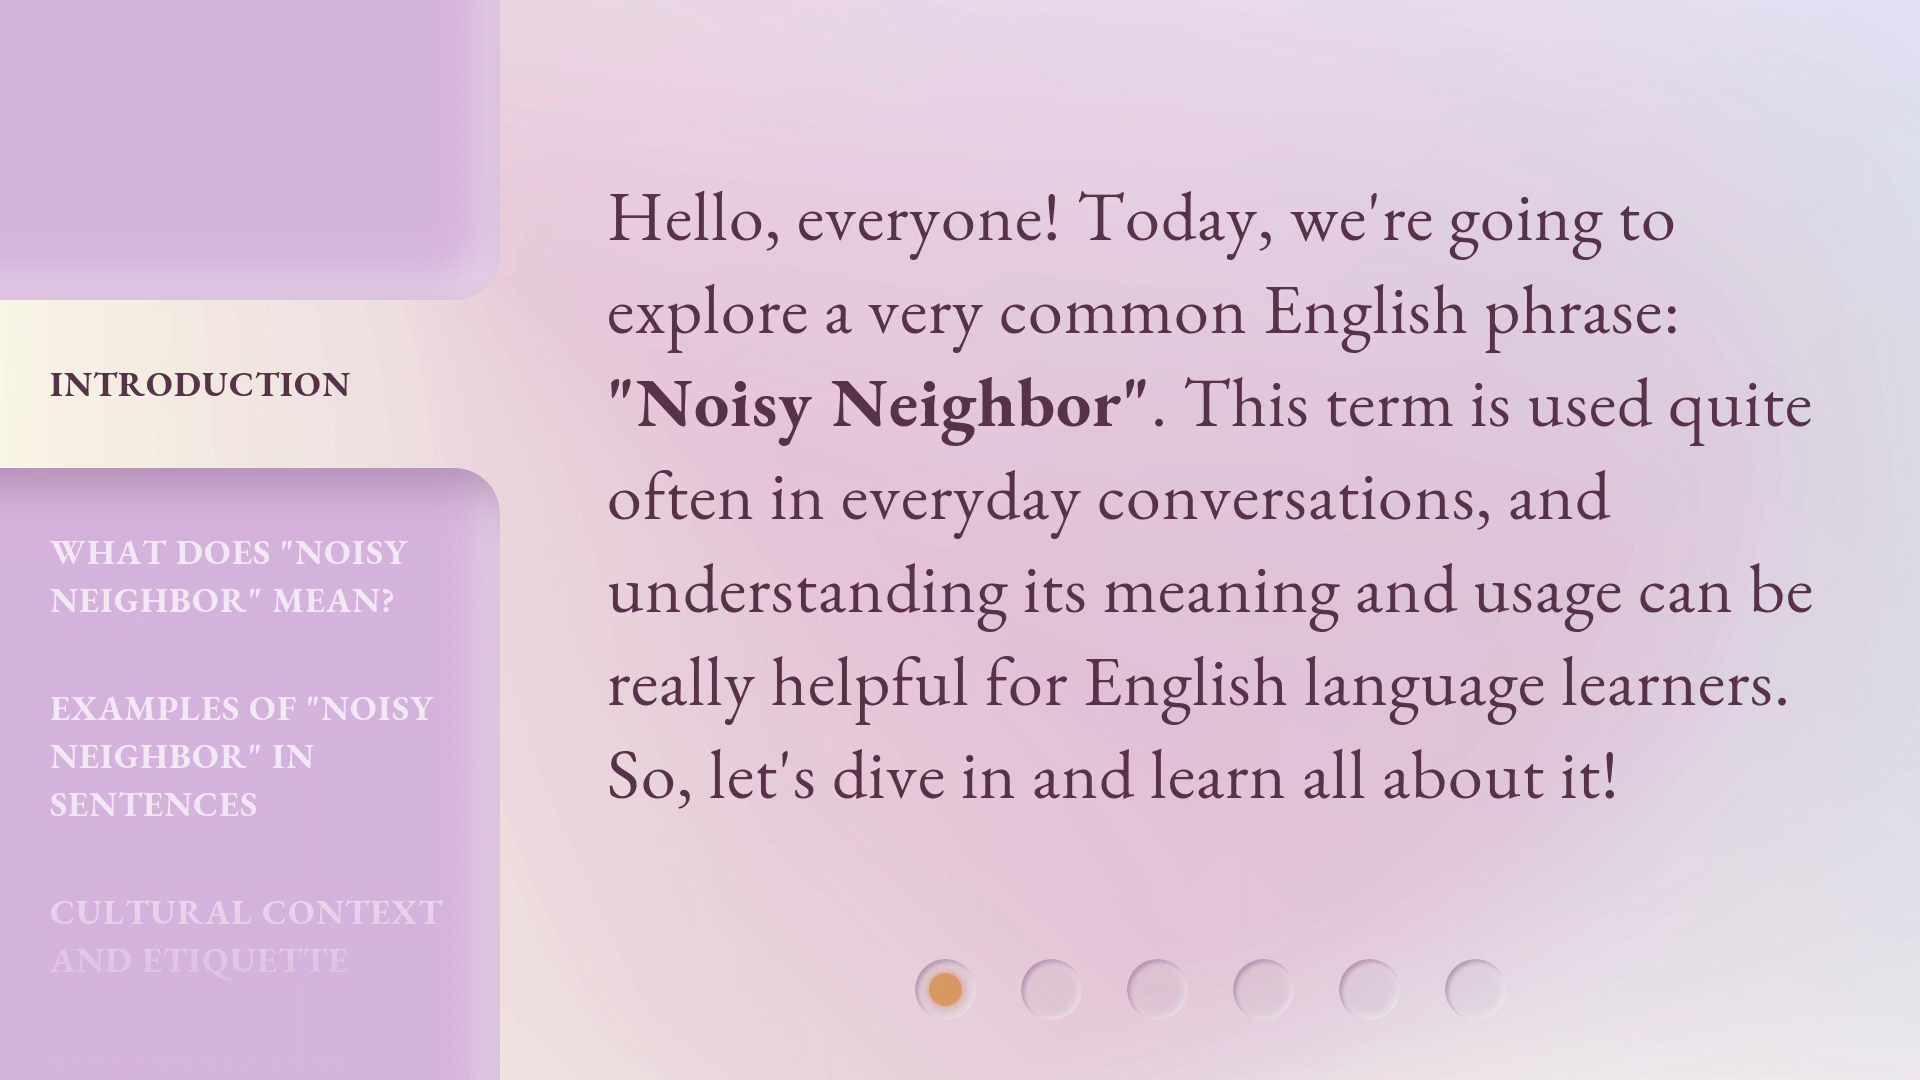 INTRODUCTION
WHAT DOES "NOISY
NEIGHBOR" MEAN?
EXAMPLES OF "NOISY
NEIGHBOR" IN
SENTENCES
CULTURAL CONTEXT
AND ETIQUETTE
Hello, everyone! Today, we're going to
explore a very common English phrase:
"Noisy Neighbor". This term is used quite
often in everyday conversations, and
understanding its meaning and usage can be
really helpful for English language learners.
So, let's dive in and learn all about it!